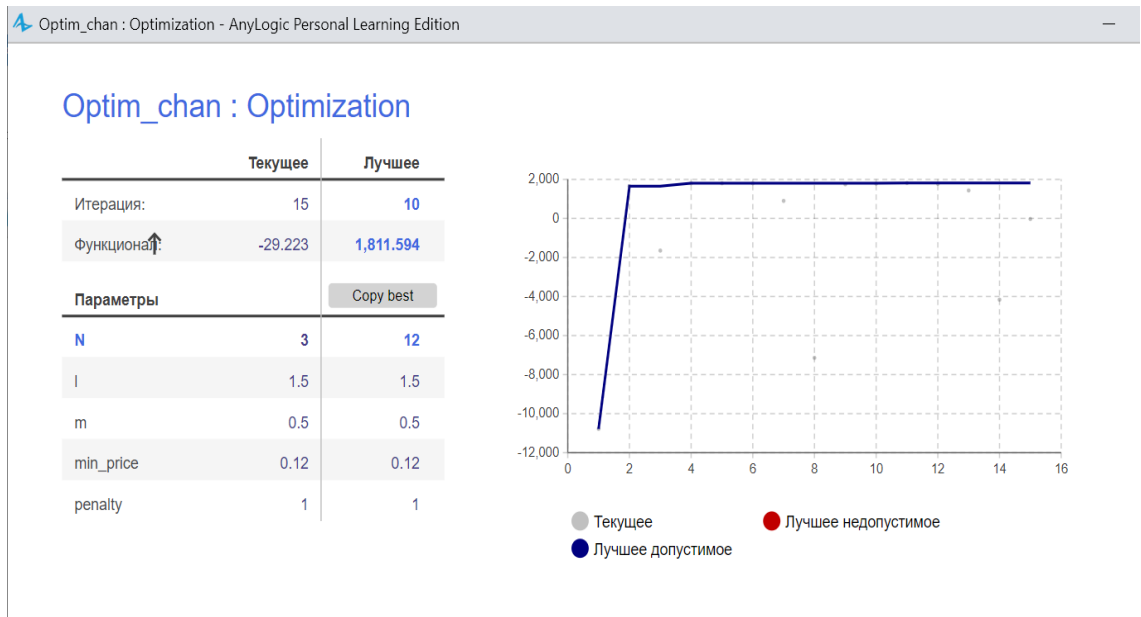 Optim_chan : Optimization - AnyLogic Personal Learning Edition
Optim_chan : Optimization
Текущее Лучшее
Итерация: 15 10
Функционал: -29.223 1,811.594
Параметры Copy best
N 3 12
l 1.5 1.5
m 0.5 0.5
min_price 0.12 0.12
penalty 1 1
2,000
0
-2,000
-4,000
-6,000
-8,000
-10,000
-12,000
0 2 4 6 8 10 12 14 16
Текущее Лучшее недопустимое
Лучшее допустимое